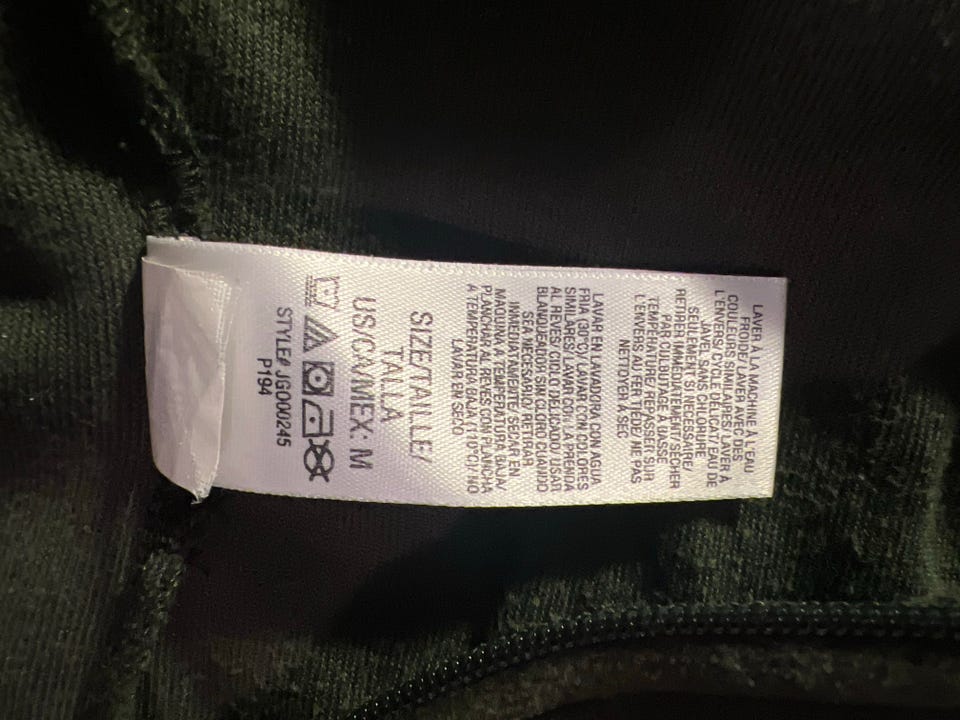 LAVER À LA MACHINE À L'EAU
FROIDE/ LAVER AVEC DES
COULEURS SIMILAIRES/ LAVER À
L'ENVERS/ CYCLE DÉLICAT/ EAU DE
JAVEL SANS CHLORURE
SEULEMENT SI NÉCESSAIRE/
RETIRER IMMÉDIATEMENT/ SÉCHER
PAR CULBUTAGE À BASSE
TEMPÉRATURE/ REPASSER SUR
L'ENVERS AU FER TIÈDE/ NE PAS
NETTOYER À SEC
LAVAR EN LAVADORA CON AGUA
FRIA (30°C)/ LAVAR CON COLORES
SIMILARES/ LAVAR CON LA PRENDA
AL REVES/ CICLO DELICADO/ USAR
BLANQUEADOR SIN CLORO CUANDO
SEA NECESARIO/ RETIRAR
INMEDIATAMENTE/ SECAR EN
MAQUINA A TEMPERATURA BAJA/
PLANCHAR AL REVES CON PLANCHA
A TEMPERATURA BAJA (110°C)/ NO
LAVAR EN SECO
SIZE/TAILLE/
TALLA
US/CA/MEX: M
STYLE# JGO00245
P194